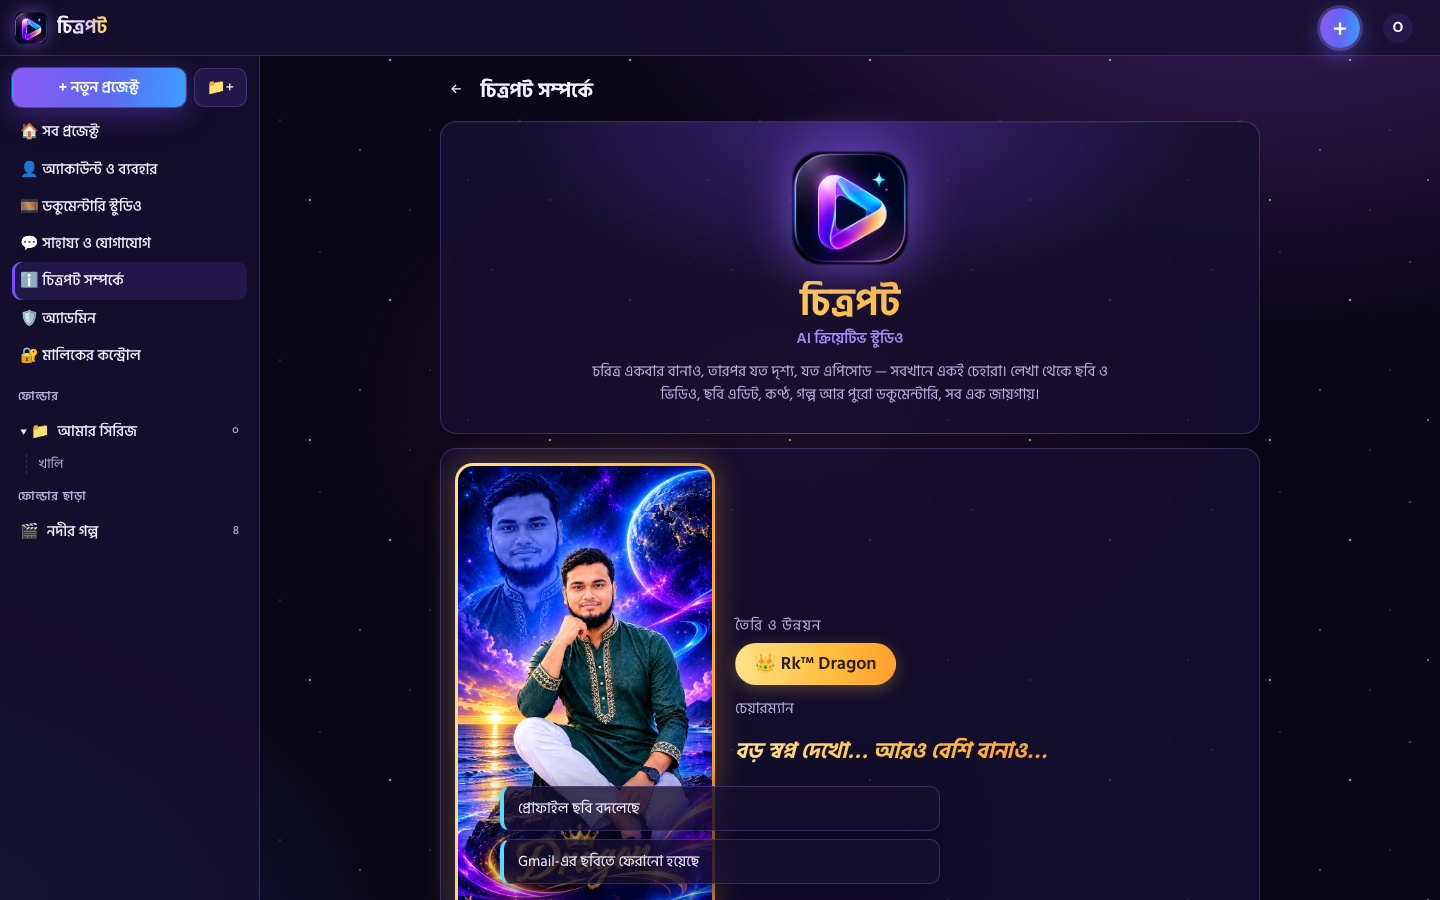 চিত্রপট
+
O
+ নতুন প্রজেক্ট
+
সব প্রজেক্ট
অ্যাকাউন্ট ও ব্যবহার
ডকুমেন্টারি স্টুডিও
সাহায্য ও যোগাযোগ
চিত্রপট সম্পর্কে
অ্যাডমিন
মালিকের কন্ট্রোল
ফোল্ডার
আমার সিরিজ ০
খালি
ফোল্ডার ছাড়া
নদীর গল্প ৪
← চিত্রপট সম্পর্কে
চিত্রপট
AI ক্রিয়েটিভ স্টুডিও
চরিত্র একবার বানাও, তারপর যত দৃশ্য, যত এপিসোড — সবখানে একই চেহারা। লেখা থেকে ছবি ও
ভিডিও, ছবি এডিট, কণ্ঠ, গল্প আর পুরো ডকুমেন্টারি, সব এক জায়গায়।
তৈরি ও উন্নয়ন
Rk™ Dragon
চেয়ারম্যান
বড় স্বপ্ন দেখো... আরও বেশি বানাও...
প্রোফাইল ছবি বদলেছে
Dragon
Gmail-এর ছবিতে ফেরানো হয়েছে